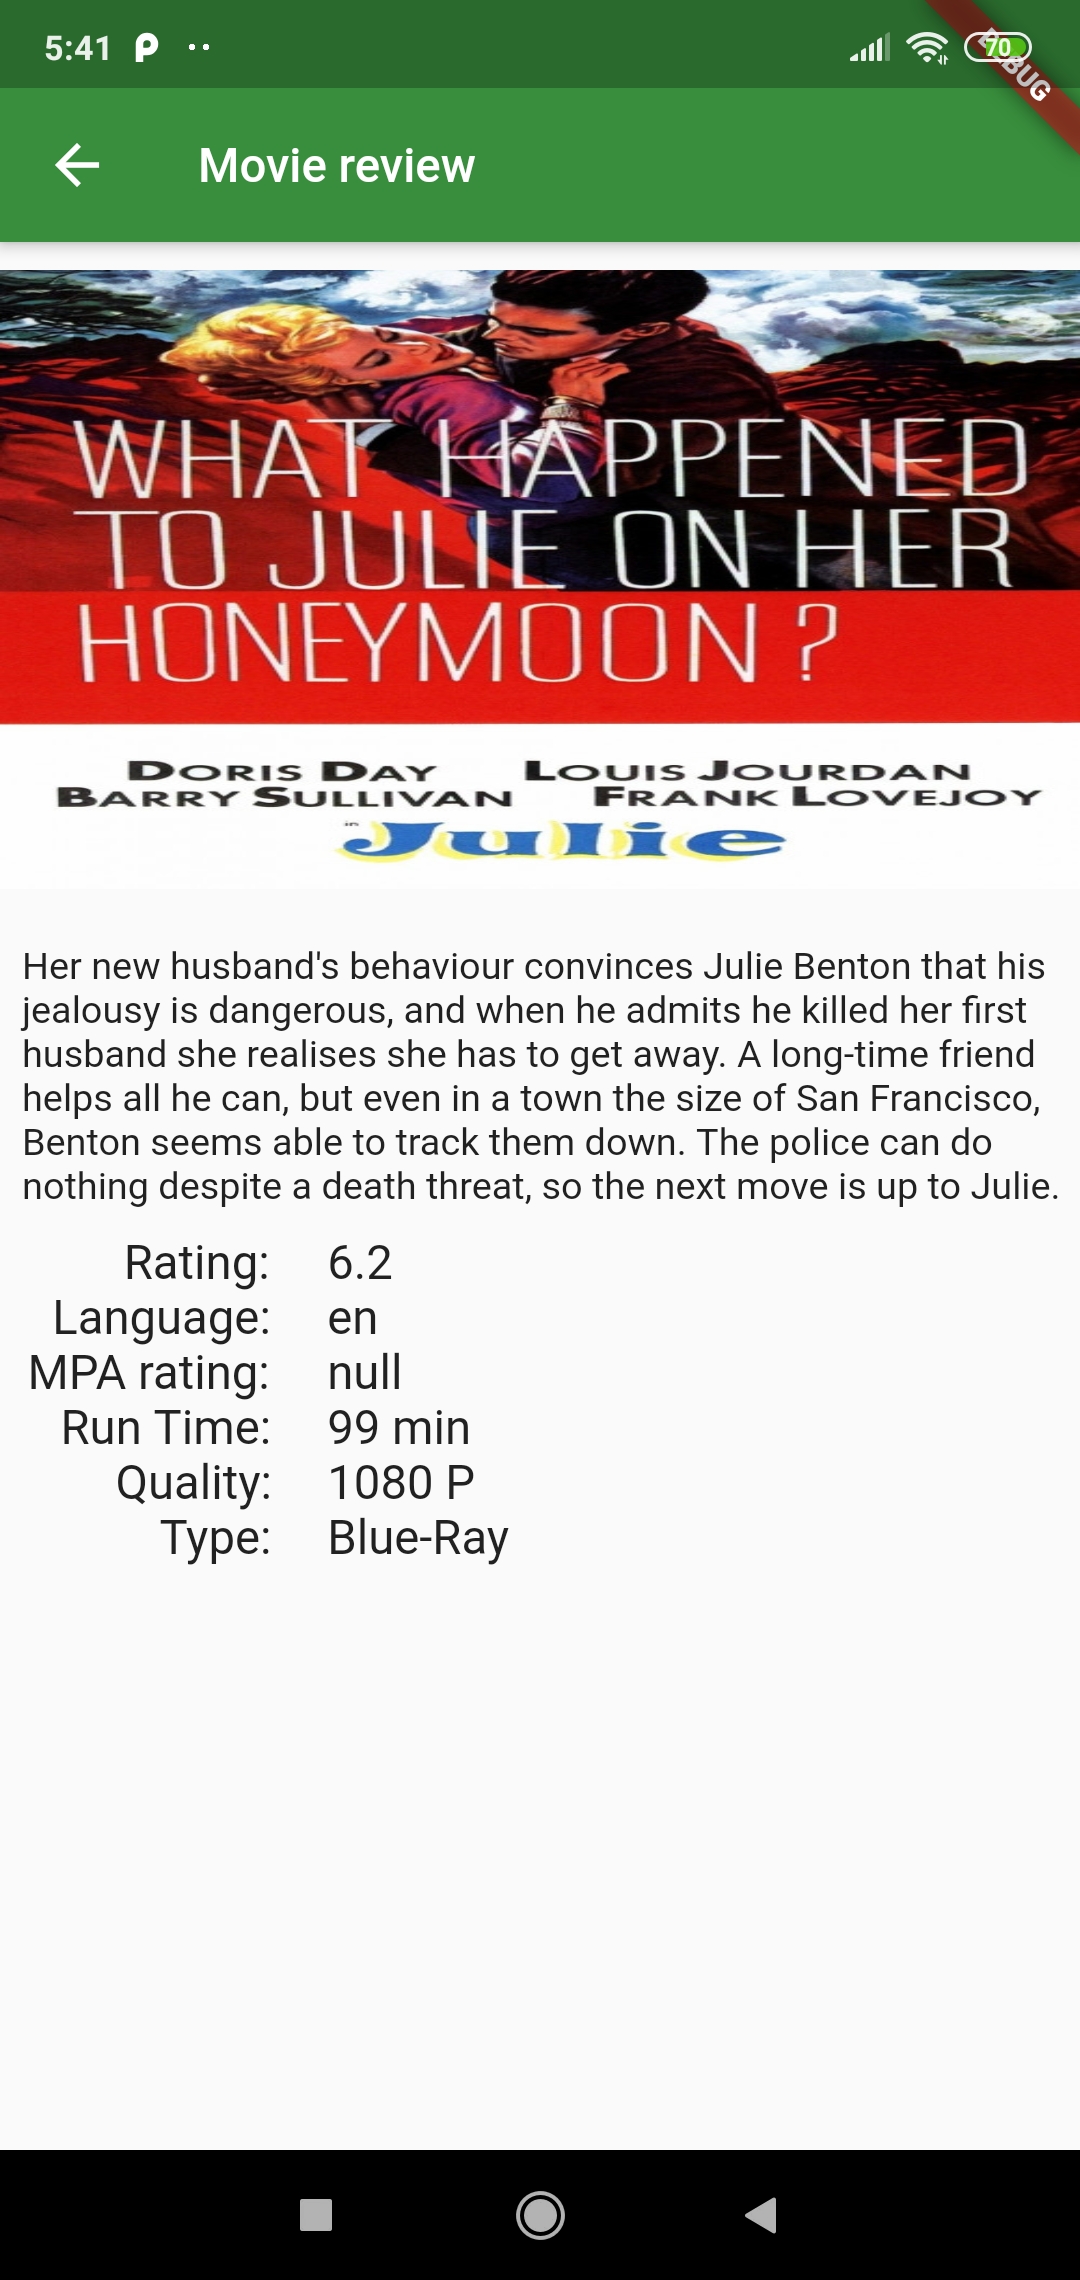 5:41
70
DEBUG
Movie review
WHAT HAPPENED
TO JULIE ON HER
HONEYMOON ?
DORIS DAY LOUIS JOURDAN
BARRY SULLIVAN FRANK LOVEJOY
in
Julie
Her new husband's behaviour convinces Julie Benton that his
jealousy is dangerous, and when he admits he killed her first
husband she realises she has to get away. A long-time friend
helps all he can, but even in a town the size of San Francisco,
Benton seems able to track them down. The police can do
nothing despite a death threat, so the next move is up to Julie.
Rating: 6.2
Language: en
MPA rating: null
Run Time: 99 min
Quality: 1080 P
Type: Blue-Ray